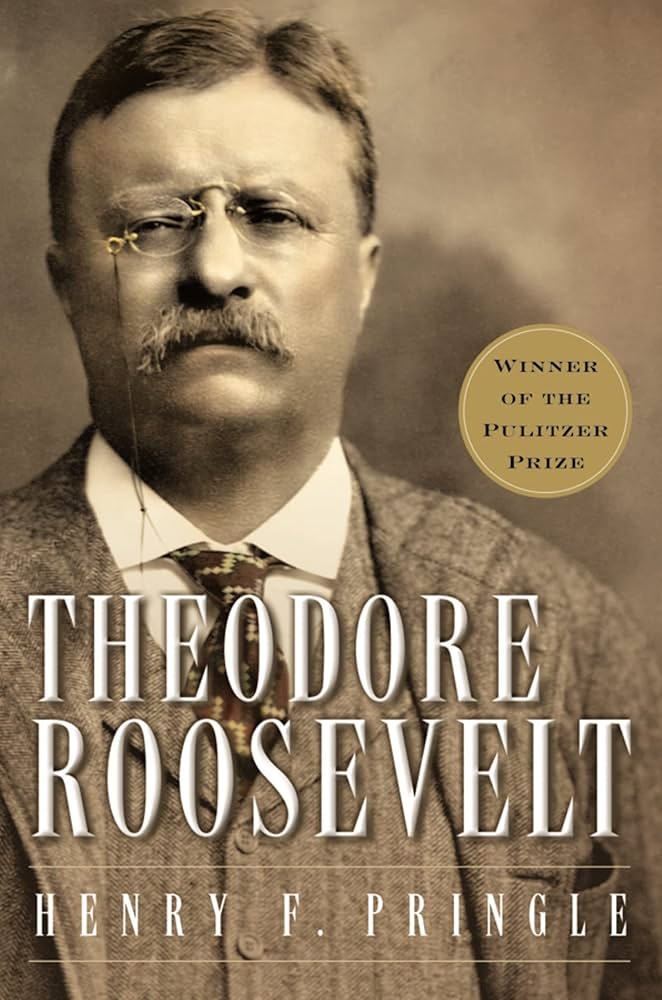 WINNER
OF THE
PULITZER
PRIZE
THEODORE
ROOSEVELT
HENRY F. PRINGLE